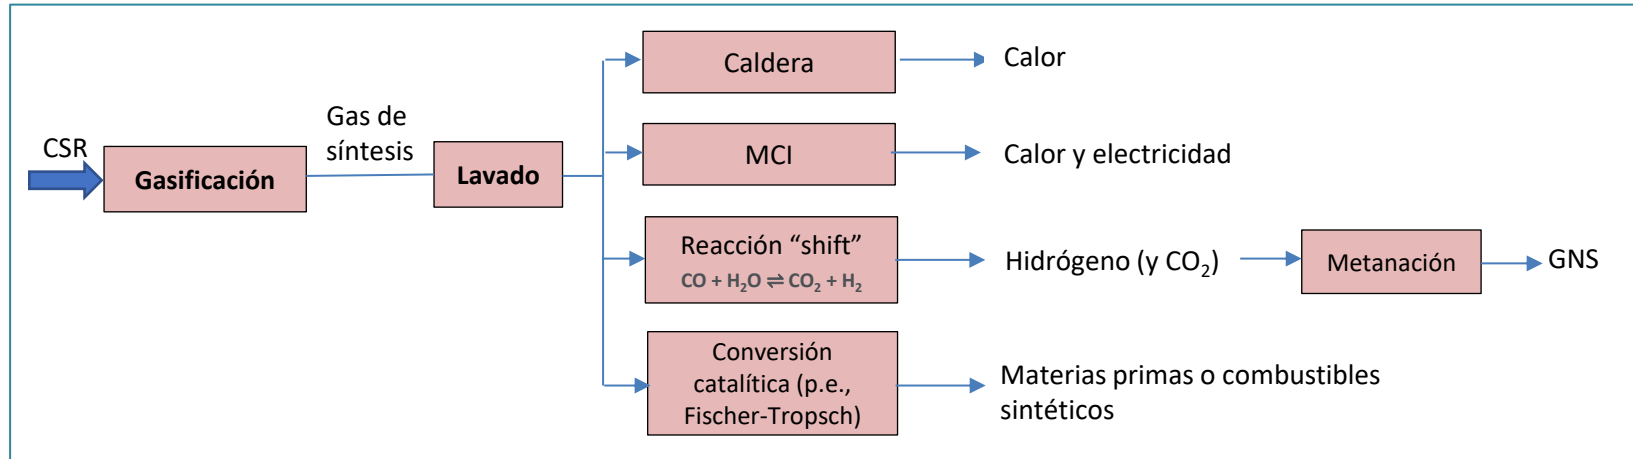 CSR
Gasificación
Gas de
síntesis
Lavado
Caldera
Calor
MCI
Calor y electricidad
Reacción “shift”
CO + H₂O ⇌ CO₂ + H₂
Hidrógeno (y CO₂)
Metanación
GNS
Conversión
catalítica (p.e.,
Fischer-Tropsch)
Materias primas o combustibles
sintéticos